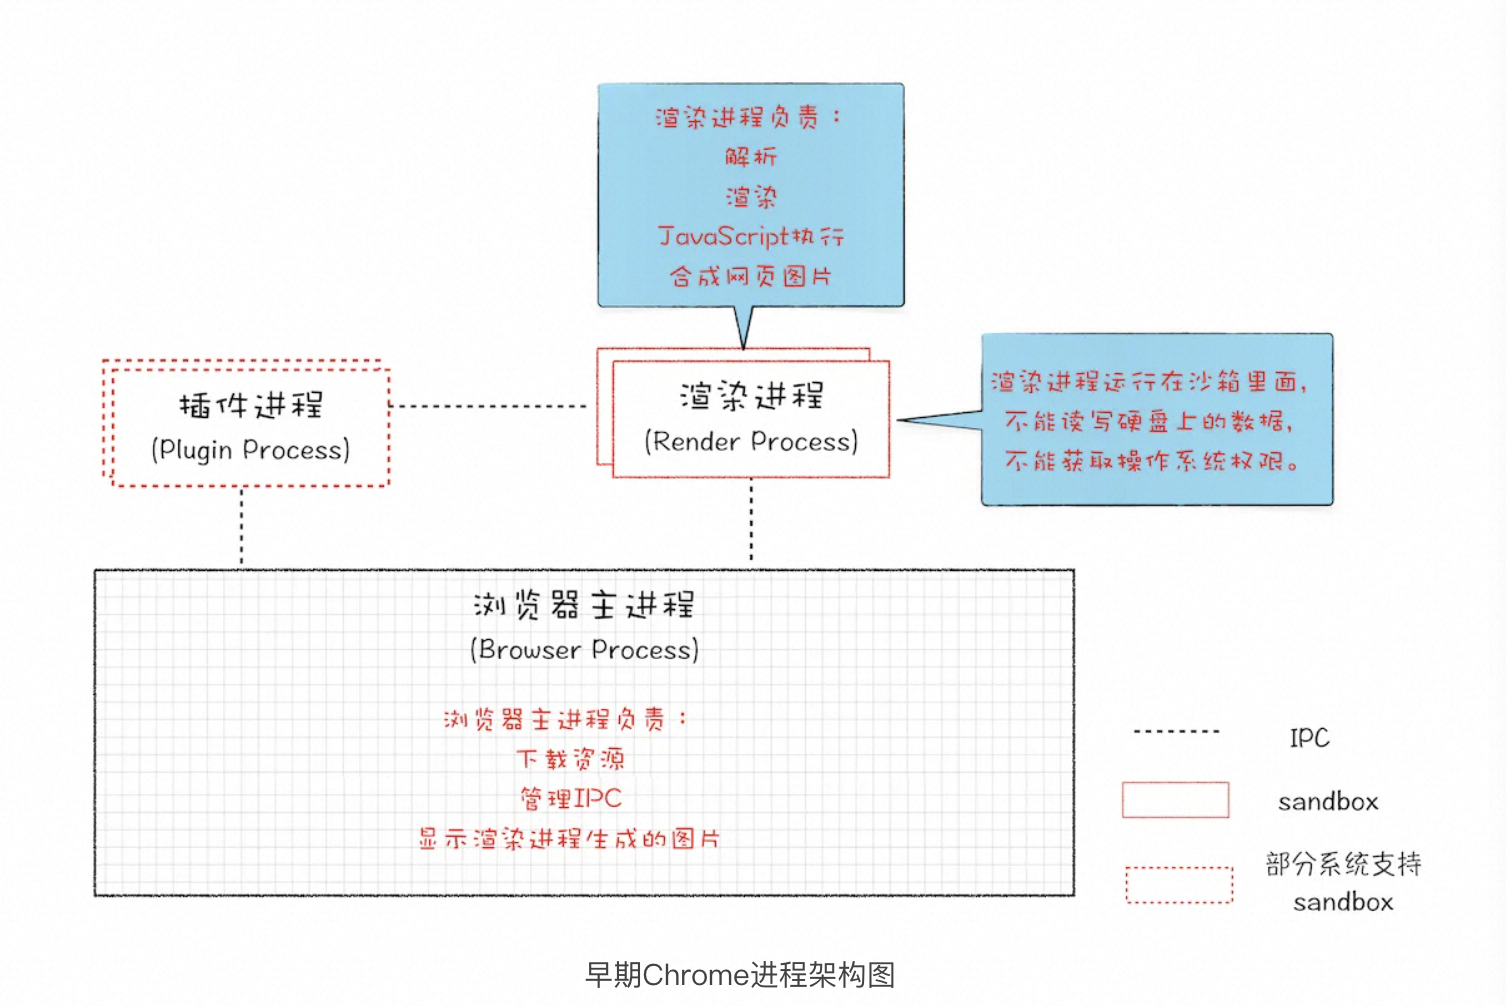 渲染进程负责：
解析
渲染
JavaScript执行
合成网页图片
插件进程
(Plugin Process)
渲染进程
(Render Process)
渲染进程运行在沙箱里面，
不能读写硬盘上的数据，
不能获取操作系统权限。
浏览器主进程
(Browser Process)
浏览器主进程负责：
下载资源
管理IPC
显示渲染进程生成的图片
IPC
sandbox
部分系统支持
sandbox
早期Chrome进程架构图